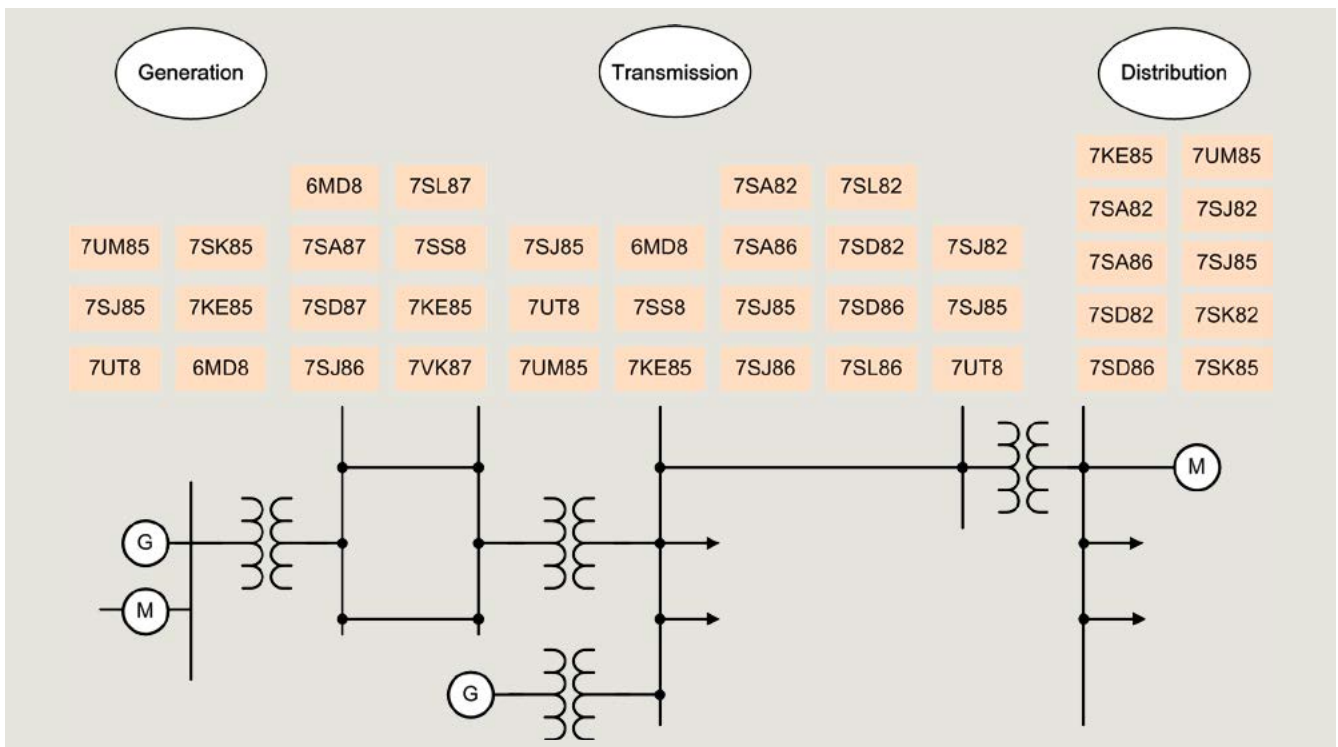 Generation
Transmission
Distribution
7KE85 7UM85
6MD8 7SL87 7SA82 7SL82
7SA82 7SJ82
7UM85 7SK85 7SA87 7SS8 7SJ85 6MD8 7SA86 7SD82 7SJ82
7SA86 7SJ85
7SJ85 7KE85 7SD87 7KE85 7UT8 7SS8 7SJ85 7SD86 7SJ85
7SD82 7SK82
7UT8 6MD8 7SJ86 7VK87 7UM85 7KE85 7SJ86 7SL86 7UT8 7SD86 7SK85
M
G
M
G